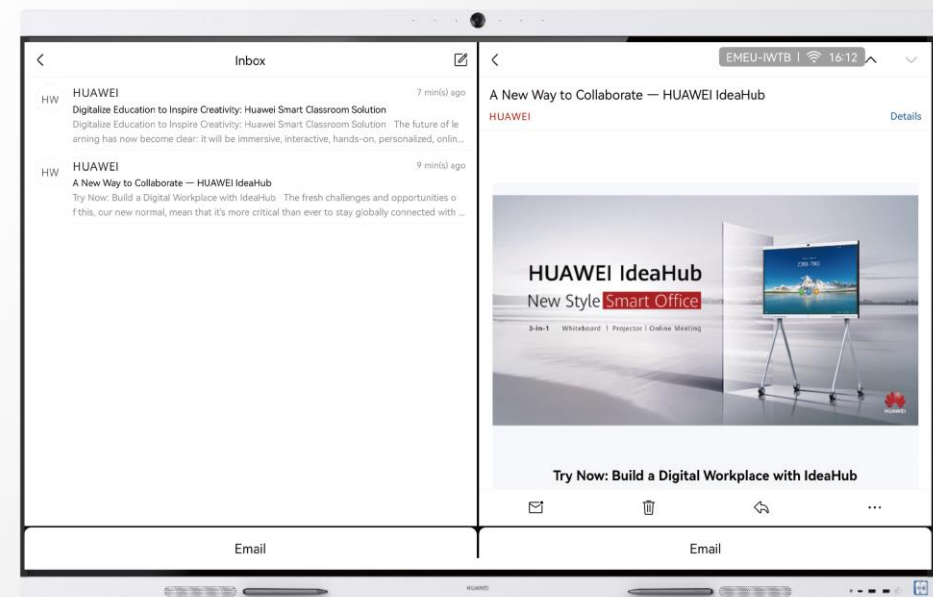 Inbox
HW
HUAWEI
7 min(s) ago
Digitalize Education to Inspire Creativity: Huawei Smart Classroom Solution
Digitalize Education to Inspire Creativity: Huawei Smart Classroom Solution The future of le
arning has now become clear: it will be immersive, interactive, hands-on, personalized, onlin...
HW
HUAWEI
9 min(s) ago
A New Way to Collaborate — HUAWEI IdeaHub
Try Now: Build a Digital Workplace with IdeaHub The fresh challenges and opportunities o
f this, our new normal, mean that it's more critical than ever to stay globally connected with ...
Email
EMEU-IWTB | 16:12
A New Way to Collaborate — HUAWEI IdeaHub
HUAWEI
Details
HUAWEI IdeaHub
New Style Smart Office
3-in-1 Whiteboard | Projector | Online Meeting
HUAWEI
Try Now: Build a Digital Workplace with IdeaHub
Email
HUAWEI